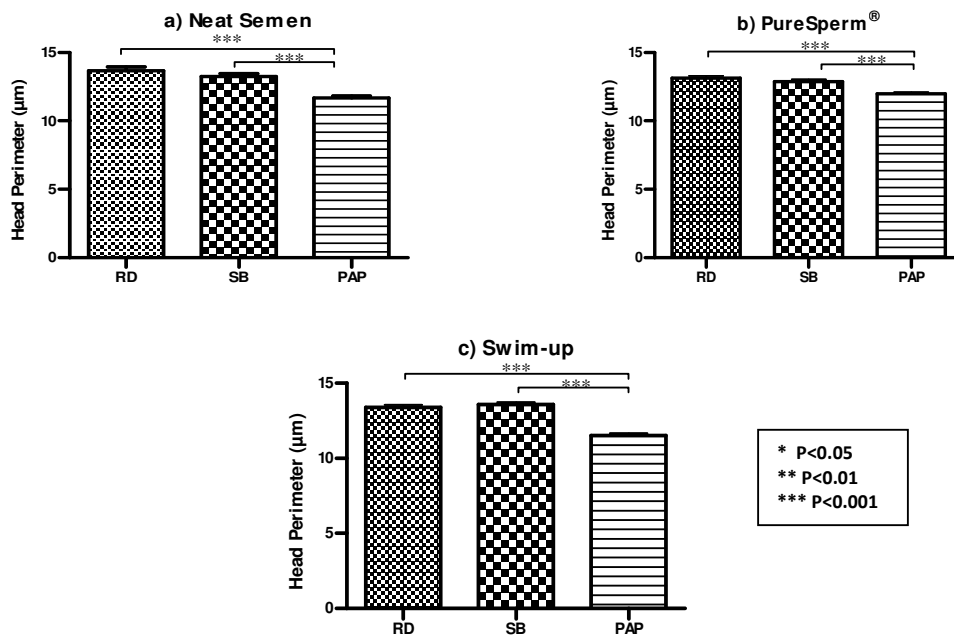 a) Neat Semen
***
***
15
10
5
0
Head Perimeter (µm)
RD SB PAP
b) PureSperm®
***
***
15
10
5
0
Head Perimeter (µm)
RD SB PAP
c) Swim-up
***
***
15
10
5
0
Head Perimeter (µm)
RD SB PAP
* P<0.05
** P<0.01
*** P<0.001